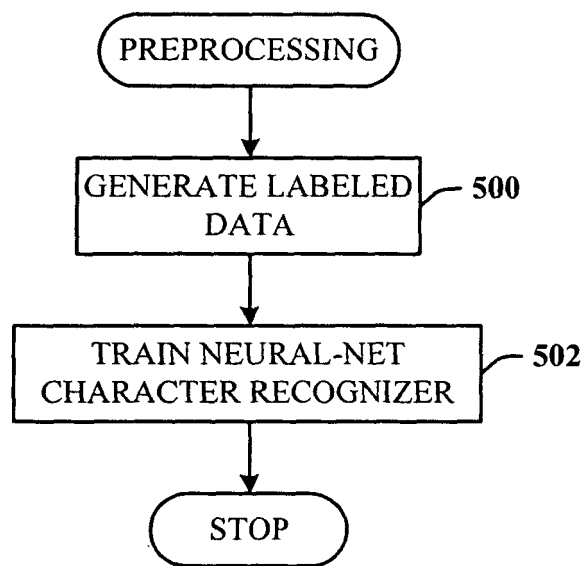 PREPROCESSING
GENERATE LABELED
DATA
500
TRAIN NEURAL-NET
CHARACTER RECOGNIZER
502
STOP